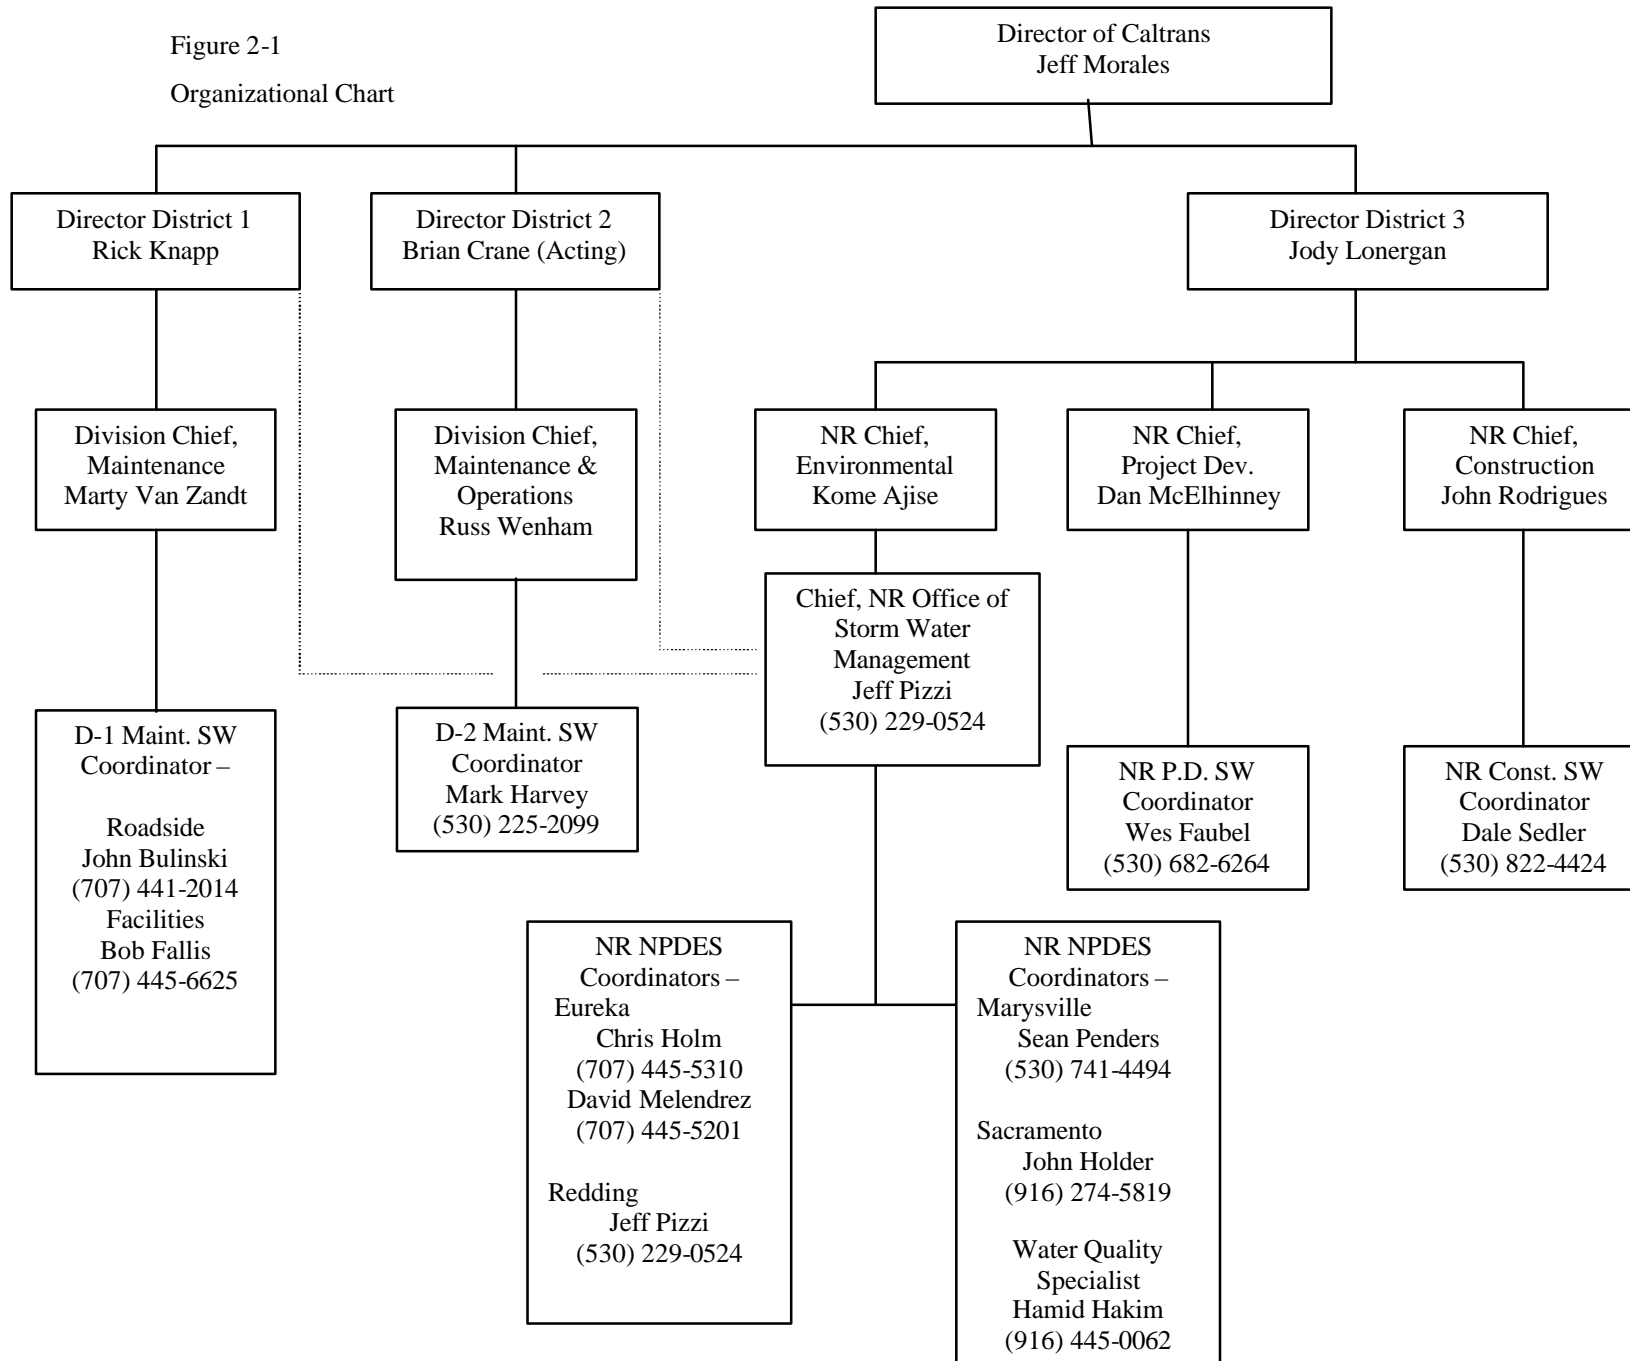 Figure 2-1
Organizational Chart
Director of Caltrans
Jeff Morales
Director District 1
Rick Knapp
Director District 2
Brian Crane (Acting)
Director District 3
Jody Lonergan
Division Chief,
Maintenance
Marty Van Zandt
Division Chief,
Maintenance &
Operations
Russ Wenham
NR Chief,
Environmental
Kome Ajise
NR Chief,
Project Dev.
Dan McElhinney
NR Chief,
Construction
John Rodrigues
Chief, NR Office of
Storm Water
Management
Jeff Pizzi
(530) 229-0524
D-1 Maint. SW
Coordinator –
Roadside
John Bulinski
(707) 441-2014
Facilities
Bob Fallis
(707) 445-6625
D-2 Maint. SW
Coordinator
Mark Harvey
(530) 225-2099
NR P.D. SW
Coordinator
Wes Faubel
(530) 682-6264
NR Const. SW
Coordinator
Dale Sedler
(530) 822-4424
NR NPDES
Coordinators –
Eureka
Chris Holm
(707) 445-5310
David Melendrez
(707) 445-5201
Redding
Jeff Pizzi
(530) 229-0524
NR NPDES
Coordinators –
Marysville
Sean Penders
(530) 741-4494
Sacramento
John Holder
(916) 274-5819
Water Quality
Specialist
Hamid Hakim
(916) 445-0062